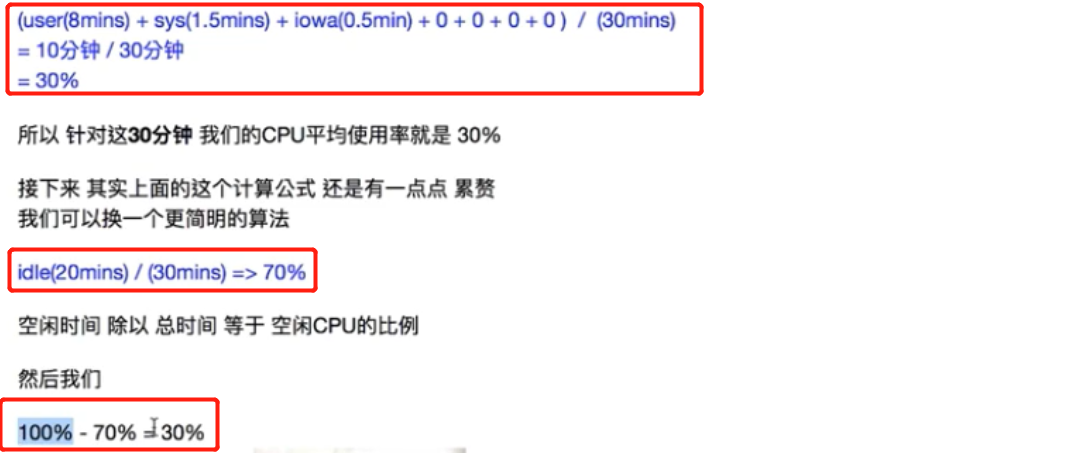 (user(8mins) + sys(1.5mins) + iowa(0.5min) + 0 + 0 + 0 + 0 )  /  (30mins)
= 10分钟 / 30分钟
= 30%
所以 针对这30分钟 我们的CPU平均使用率就是 30%
接下来 其实上面的这个计算公式 还是有一点点 累赘
我们可以换一个更简明的算法
idle(20mins) / (30mins) => 70%
空闲时间 除以 总时间 等于 空闲CPU的比例
然后我们
100% - 70% = 30%